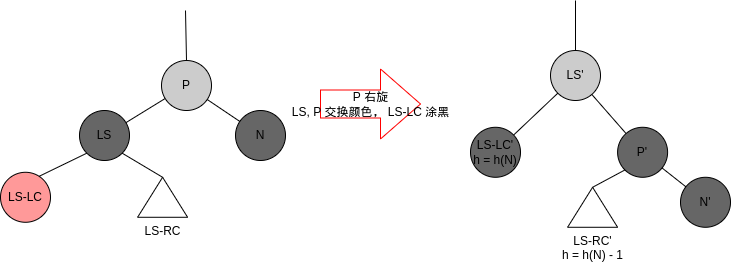 P
LS
N
LS-LC
LS-RC
P 右旋
LS, P 交换颜色， LS-LC 涂黑
LS'
LS-LC'
h = h(N)
P'
N'
LS-RC'
h = h(N) - 1